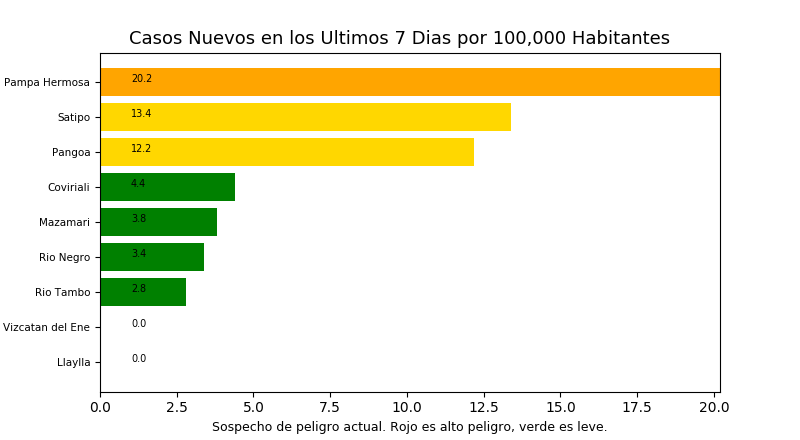 Casos Nuevos en los Ultimos 7 Dias por 100,000 Habitantes
Pampa Hermosa 20.2
Satipo 13.4
Pangoa 12.2
Coviriali 4.4
Mazamari 3.8
Rio Negro 3.4
Rio Tambo 2.8
Vizcatan del Ene 0.0
Llaylla 0.0
0.0 2.5 5.0 7.5 10.0 12.5 15.0 17.5 20.0
Sospecho de peligro actual. Rojo es alto peligro, verde es leve.